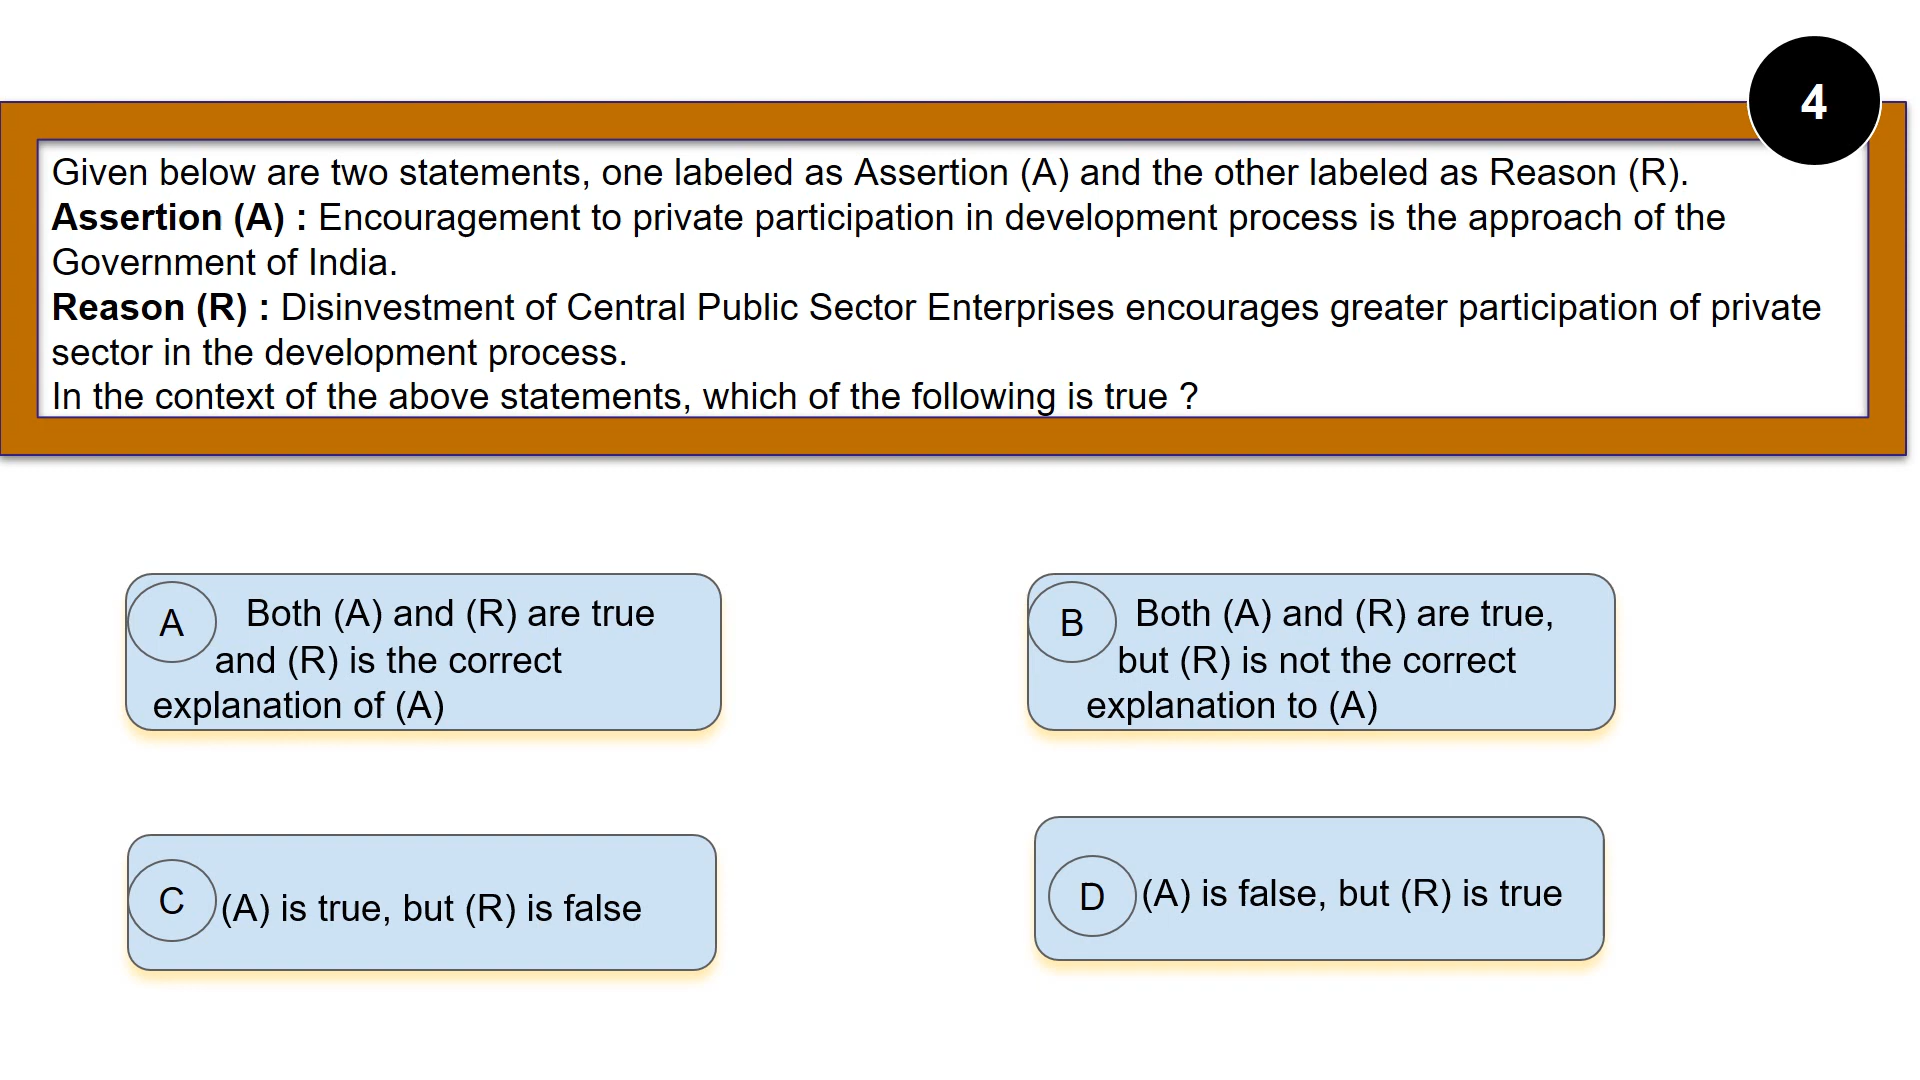 4
Given below are two statements, one labeled as Assertion (A) and the other labeled as Reason (R).
Assertion (A) : Encouragement to private participation in development process is the approach of the
Government of India.
Reason (R) : Disinvestment of Central Public Sector Enterprises encourages greater participation of private
sector in the development process.
In the context of the above statements, which of the following is true ?
A Both (A) and (R) are true
and (R) is the correct
explanation of (A)
B Both (A) and (R) are true,
but (R) is not the correct
explanation to (A)
C (A) is true, but (R) is false
D (A) is false, but (R) is true